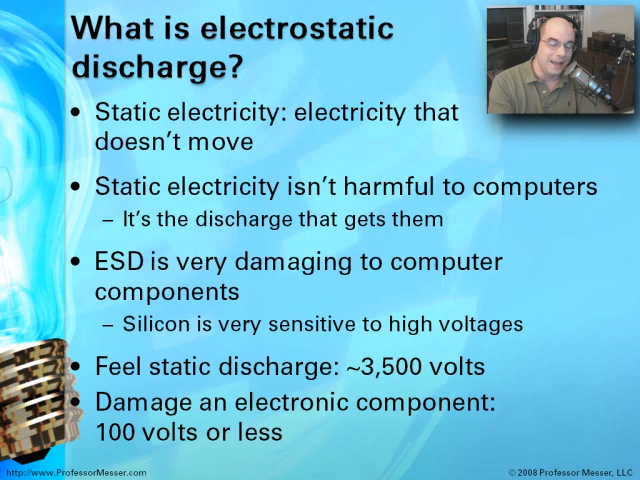 What is electrostatic
discharge?
• Static electricity: electricity that
doesn’t move
• Static electricity isn’t harmful to computers
– It’s the discharge that gets them
• ESD is very damaging to computer
components
– Silicon is very sensitive to high voltages
• Feel static discharge: ~3,500 volts
• Damage an electronic component:
100 volts or less
http://www.ProfessorMesser.com
© 2008 Professor Messer, LLC